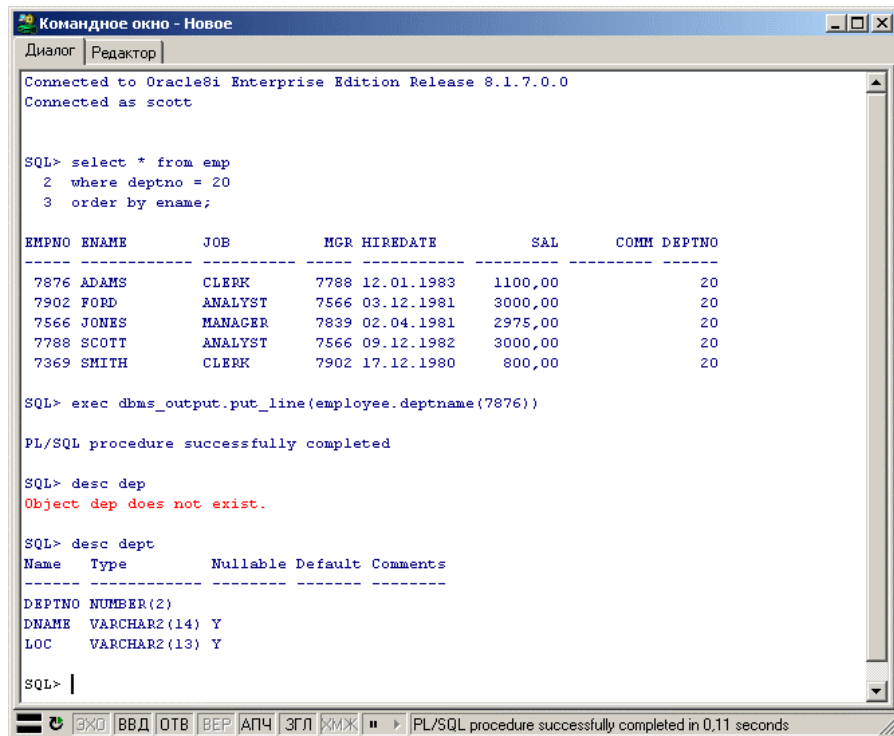 Командное окно - Новое
Диалог Редактор
Connected to Oracle8i Enterprise Edition Release 8.1.7.0.0
Connected as scott
SQL> select * from emp
2 where deptno = 20
3 order by ename;
EMPNO ENAME JOB MGR HIREDATE SAL COMM DEPTNO
----- ------------ ---------- ----- ------------ --------- --------- ------
7876 ADAMS CLERK 7788 12.01.1983 1100,00 20
7902 FORD ANALYST 7566 03.12.1981 3000,00 20
7566 JONES MANAGER 7839 02.04.1981 2975,00 20
7788 SCOTT ANALYST 7566 09.12.1982 3000,00 20
7369 SMITH CLERK 7902 17.12.1980 800,00 20
SQL> exec dbms_output.put_line(employee.deptname(7876))
PL/SQL procedure successfully completed
SQL> desc dep
Object dep does not exist.
SQL> desc dept
Name Type Nullable Default Comments
------ ------------ -------- ------- --------
DEPTNO NUMBER(2)
DNAME VARCHAR2(14) Y
LOC VARCHAR2(13) Y
SQL>
ЭХО ВВД ОТВ ВЕР АПЧ ЗГЛ ХМЖ PL/SQL procedure successfully completed in 0,11 seconds